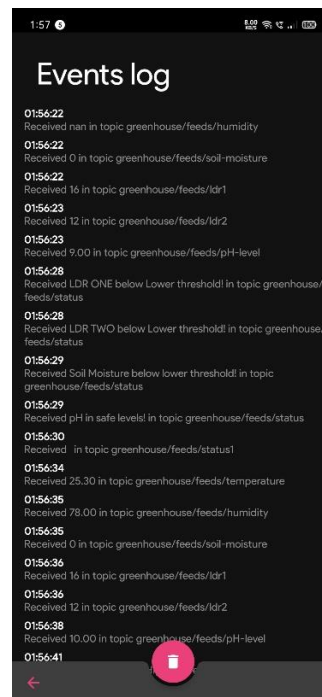 1:57 S
8.00
KB/S
Events log
01:56:22
Received nan in topic greenhouse/feeds/humidity
01:56:22
Received 0 in topic greenhouse/feeds/soil-moisture
01:56:22
Received 16 in topic greenhouse/feeds/ldr1
01:56:23
Received 12 in topic greenhouse/feeds/ldr2
01:56:23
Received 9.00 in topic greenhouse/feeds/pH-level
01:56:28
Received LDR ONE below Lower threshold! in topic greenhouse/
feeds/status
01:56:28
Received LDR TWO below Lower threshold! in topic greenhouse/
feeds/status
01:56:29
Received Soil Moisture below lower threshold! in topic
greenhouse/feeds/status
01:56:29
Received pH in safe levels! in topic greenhouse/feeds/status
01:56:30
Received   in topic greenhouse/feeds/status1
01:56:34
Received 25.30 in topic greenhouse/feeds/temperature
01:56:35
Received 78.00 in topic greenhouse/feeds/humidity
01:56:35
Received 0 in topic greenhouse/feeds/soil-moisture
01:56:36
Received 16 in topic greenhouse/feeds/ldr1
01:56:36
Received 12 in topic greenhouse/feeds/ldr2
01:56:38
Received 10.00 in topic greenhouse/feeds/pH-level
01:56:41